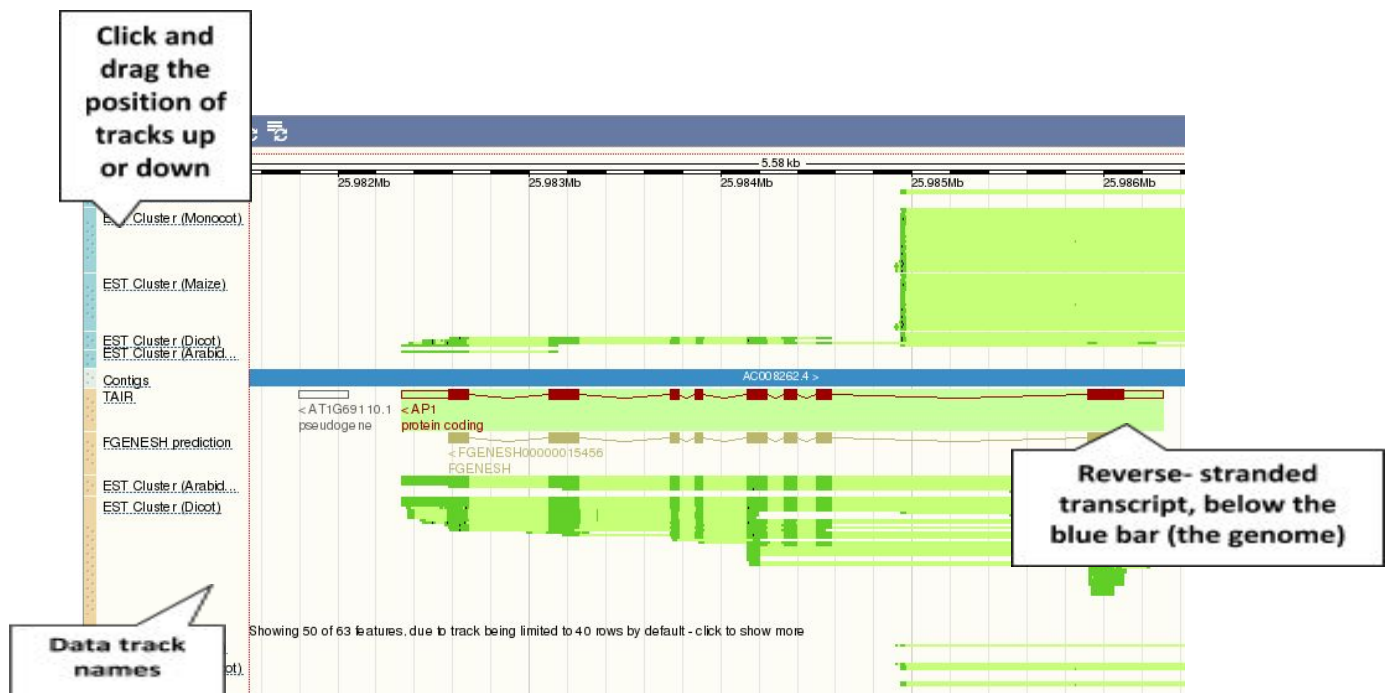 Click and
drag the
position of
tracks up
or down
5.58 kb
25.982Mb 25.983Mb 25.984Mb 25.985Mb 25.986Mb
EST Cluster (Monocot)
EST Cluster (Maize)
EST Cluster (Dicot)
EST Cluster (Arabid...
Contigs
AC008262.4 >
TAIR
< AT1G69110.1
pseudogene
< AP1
protein coding
FGENESH prediction
< FGENESH00000015456
FGENESH
EST Cluster (Arabid...
EST Cluster (Dicot)
Reverse- stranded
transcript, below the
blue bar (the genome)
Showing 50 of 63 features, due to track being limited to 40 rows by default - click to show more
Data track
names
ot)